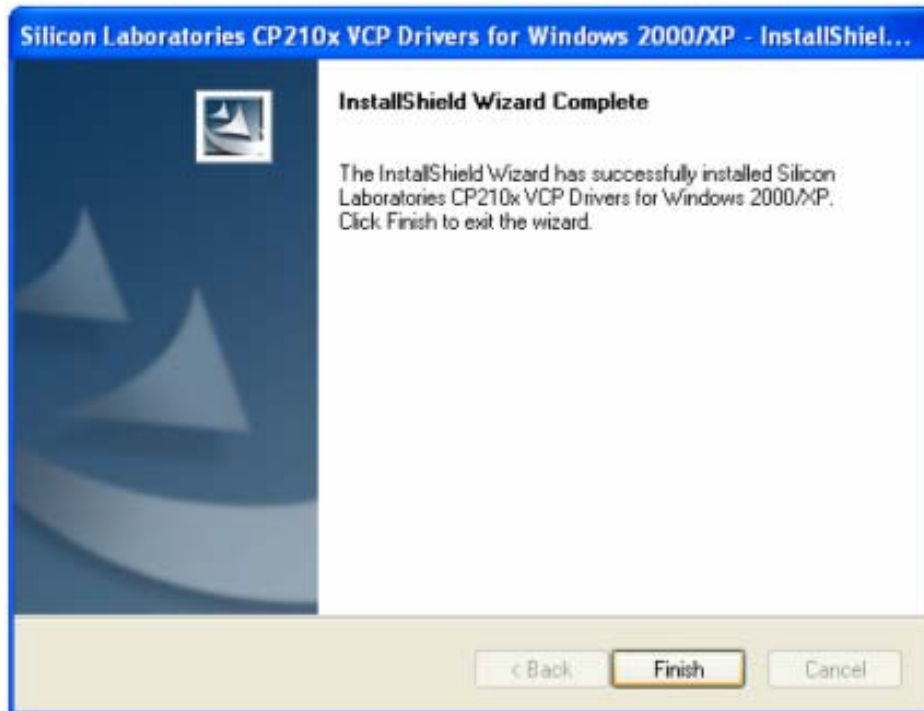 Silicon Laboratories CP210x VCP Drivers for Windows 2000/XP - InstallShiel...
InstallShield Wizard Complete
The InstallShield Wizard has successfully installed Silicon
Laboratories CP210x VCP Drivers for Windows 2000/XP.
Click Finish to exit the wizard.
< Back Finish Cancel